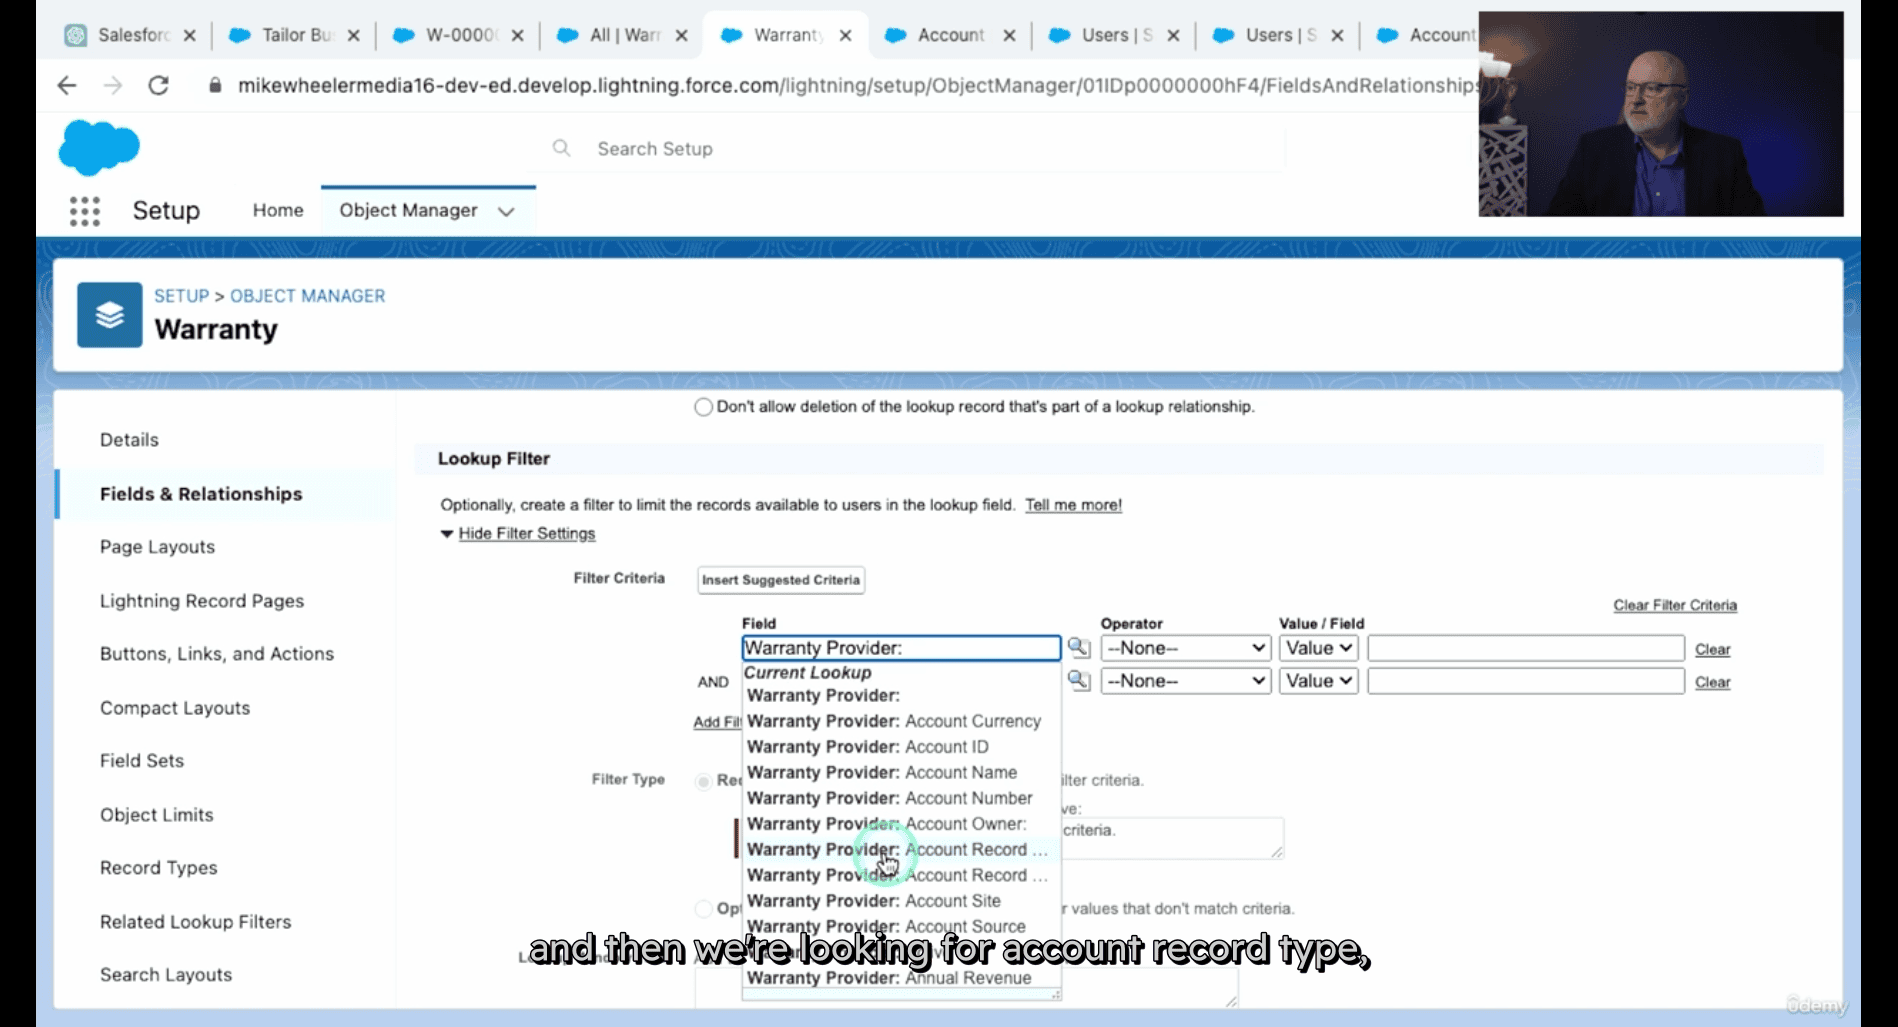 Salesforc
Tailor Bu
W-0000
All | Warr
Warranty
Account
Users | S
Users | S
Account
mikewheelermedia16-dev-ed.develop.lightning.force.com/lightning/setup/ObjectManager/01IDp0000000hF4/FieldsAndRelationships
Search Setup
Setup
Home
Object Manager
SETUP > OBJECT MANAGER
Warranty
Details
Fields & Relationships
Page Layouts
Lightning Record Pages
Buttons, Links, and Actions
Compact Layouts
Field Sets
Object Limits
Record Types
Related Lookup Filters
Search Layouts
Don't allow deletion of the lookup record that's part of a lookup relationship.
Lookup Filter
Optionally, create a filter to limit the records available to users in the lookup field. Tell me more!
Hide Filter Settings
Filter Criteria
Insert Suggested Criteria
Clear Filter Criteria
Field
Operator
Value / Field
Warranty Provider:
--None--
Value
Clear
AND
--None--
Value
Clear
Current Lookup
Warranty Provider:
Warranty Provider: Account Currency
Warranty Provider: Account ID
Warranty Provider: Account Name
Warranty Provider: Account Number
Warranty Provider: Account Owner:
Warranty Provider: Account Record ...
Warranty Provider: Account Record ...
Warranty Provider: Account Site
Warranty Provider: Account Source
Warranty Provider: Annual Revenue
Add Fil
Filter Type
Rec
ilter criteria.
ve:
criteria.
Opt
r values that don't match criteria.
and then we're looking for account record type,
Udemy